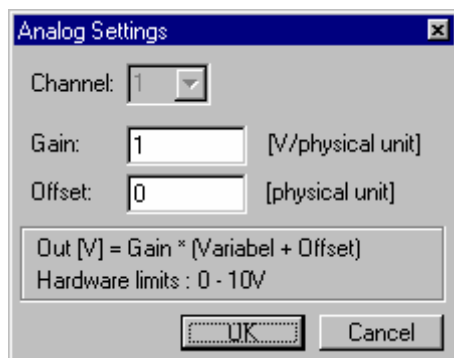 Analog Settings
Channel: 1
Gain: 1 [V/physical unit]
Offset: 0 [physical unit]
Out [V] = Gain * (Variabel + Offset)
Hardware limits : 0 - 10V
OK Cancel